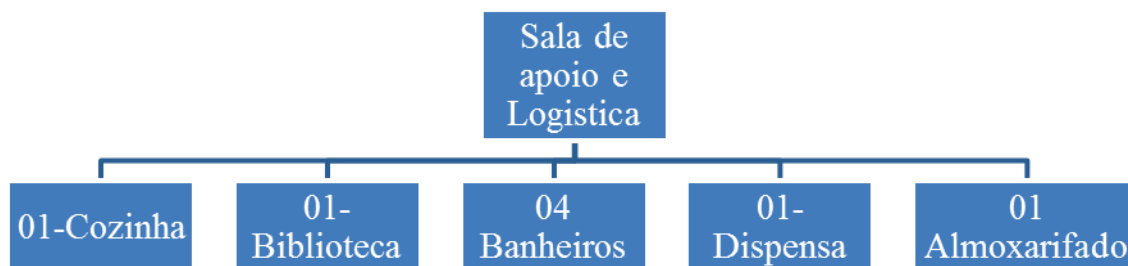 Sala de
apoio e
Logistica
01-Cozinha
01-
Biblioteca
04
Banheiros
01-
Dispensa
01
Almoxarifado